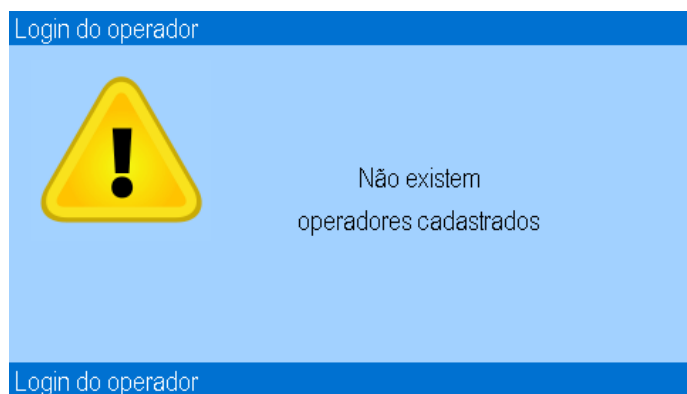 Login do operador
Não existem
operadores cadastrados
Login do operador